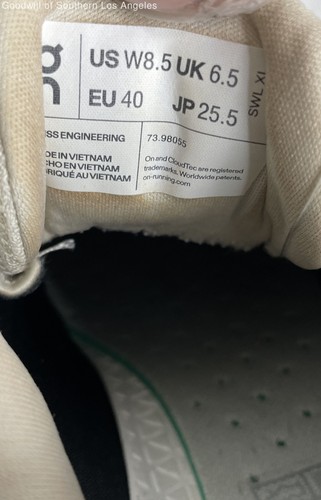 Goodwill of Southern Los Angeles
on
US W8.5 UK 6.5
EU 40 JP 25.5
SWL XI
SS ENGINEERING
73.98055
DE IN VIETNAM
CHO EN VIETNAM
RIQUÉ AU VIETNAM
On and CloudTec are registered
trademarks. Worldwide patents.
on-running.com